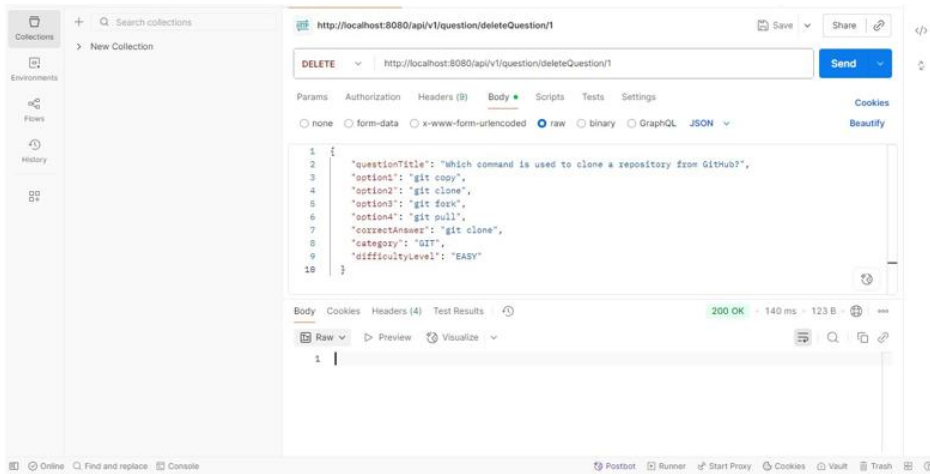 Collections
Environments
Flows
History
Search collections
New Collection
http://localhost:8080/api/v1/question/deleteQuestion/1
Save
Share
DELETE
http://localhost:8080/api/v1/question/deleteQuestion/1
Send
Params Authorization Headers (9) Body Scripts Tests Settings
Cookies
none form-data x-www-form-urlencoded raw binary GraphQL JSON
Beautify
1 {
2 "questionTitle": "Which command is used to clone a repository from GitHub?",
3 "option1": "git copy",
4 "option2": "git clone",
5 "option3": "git fork",
6 "option4": "git pull",
7 "correctAnswer": "git clone",
8 "category": "GIT",
9 "difficultyLevel": "EASY"
10 }
Body Cookies Headers (4) Test Results
200 OK 140 ms 123 B
Raw Preview Visualize
1
Online Find and replace Console
Postbot Runner Start Proxy Cookies Vault Trash